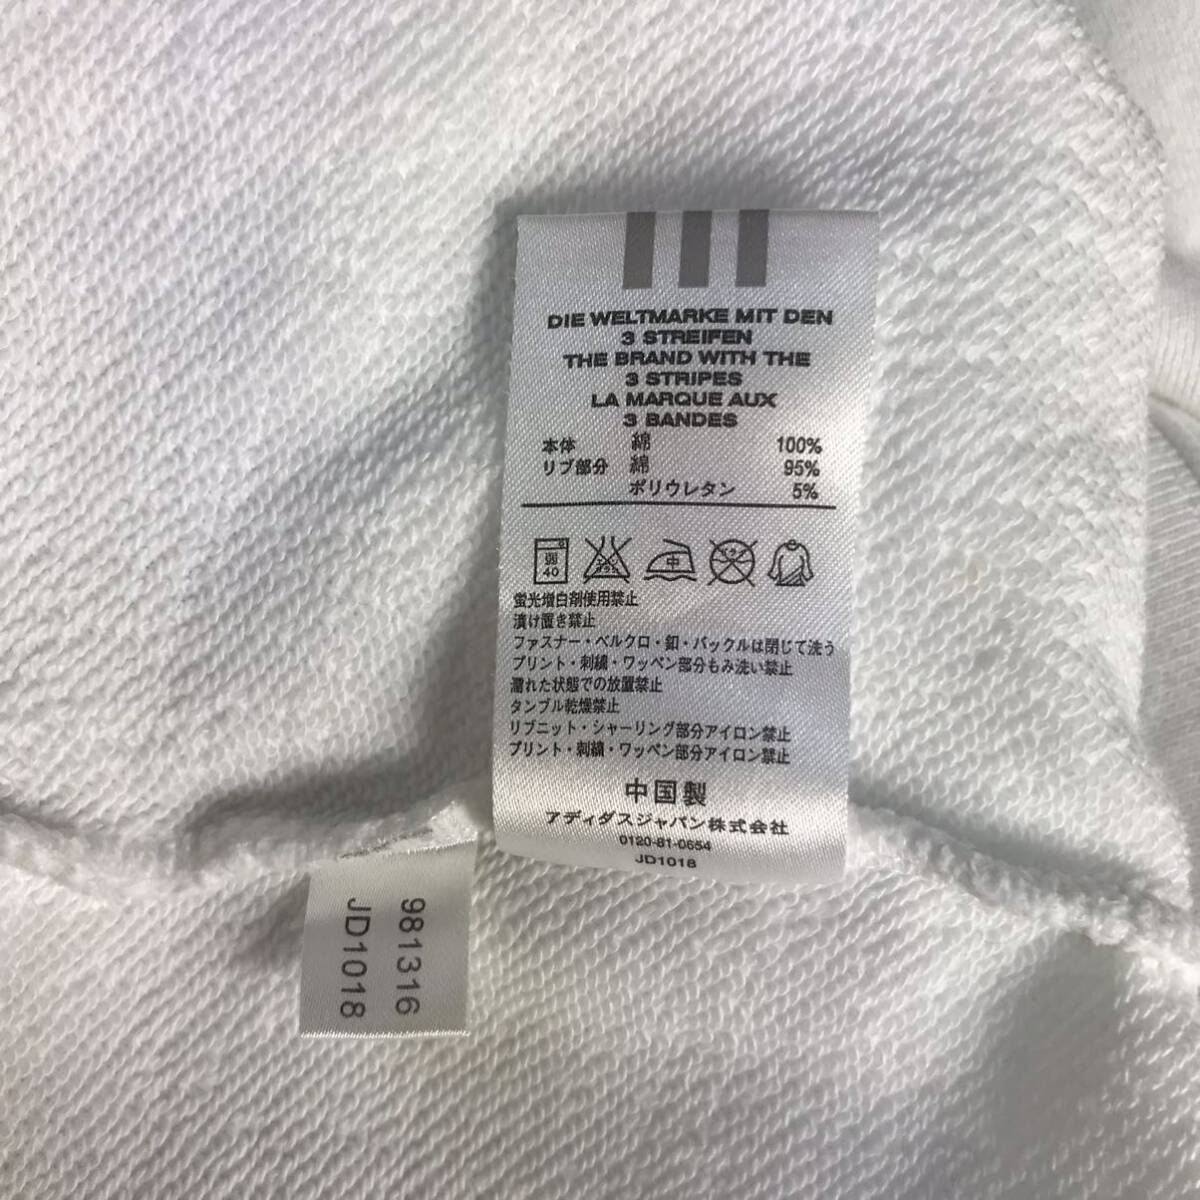 DIE WELTMARKE MIT DEN
3 STREIFEN
THE BRAND WITH THE
3 STRIPES
LA MARQUE AUX
3 BANDES
本体 綿 100%
リブ部分 綿 95%
ポリウレタン 5%
弱 40 中
蛍光増白剤使用禁止
漬け置き禁止
ファスナー・ベルクロ・釦・バックルは閉じて洗う
プリント・刺繍・ワッペン部分もみ洗い禁止
濡れた状態での放置禁止
タンブル乾燥禁止
リブニット・シャーリング部分アイロン禁止
プリント・刺繍・ワッペン部分アイロン禁止
中国製
アディダスジャパン株式会社
0120-81-0654
JD1018
981316
JD1018